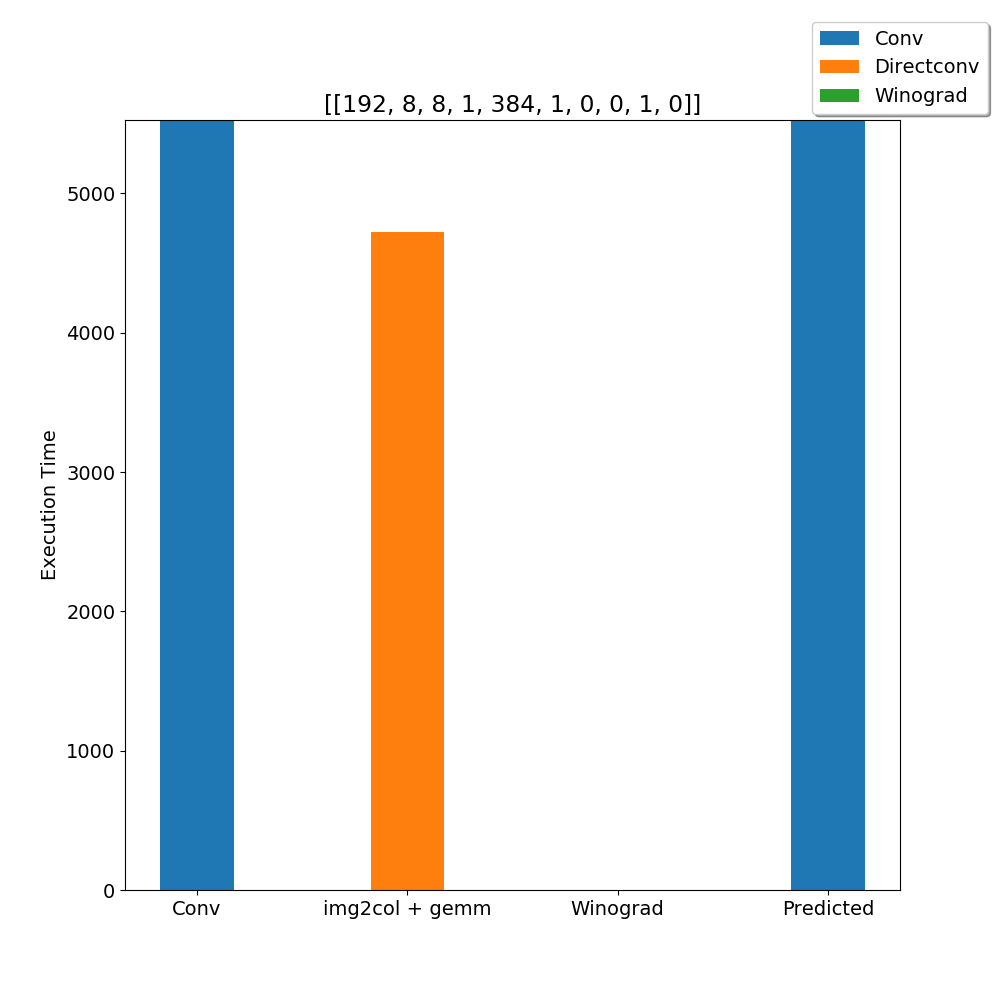 Conv
Directconv
Winograd
[[192, 8, 8, 1, 384, 1, 0, 0, 1, 0]]
5000
4000
3000
2000
1000
0
Execution Time
Conv img2col + gemm Winograd Predicted